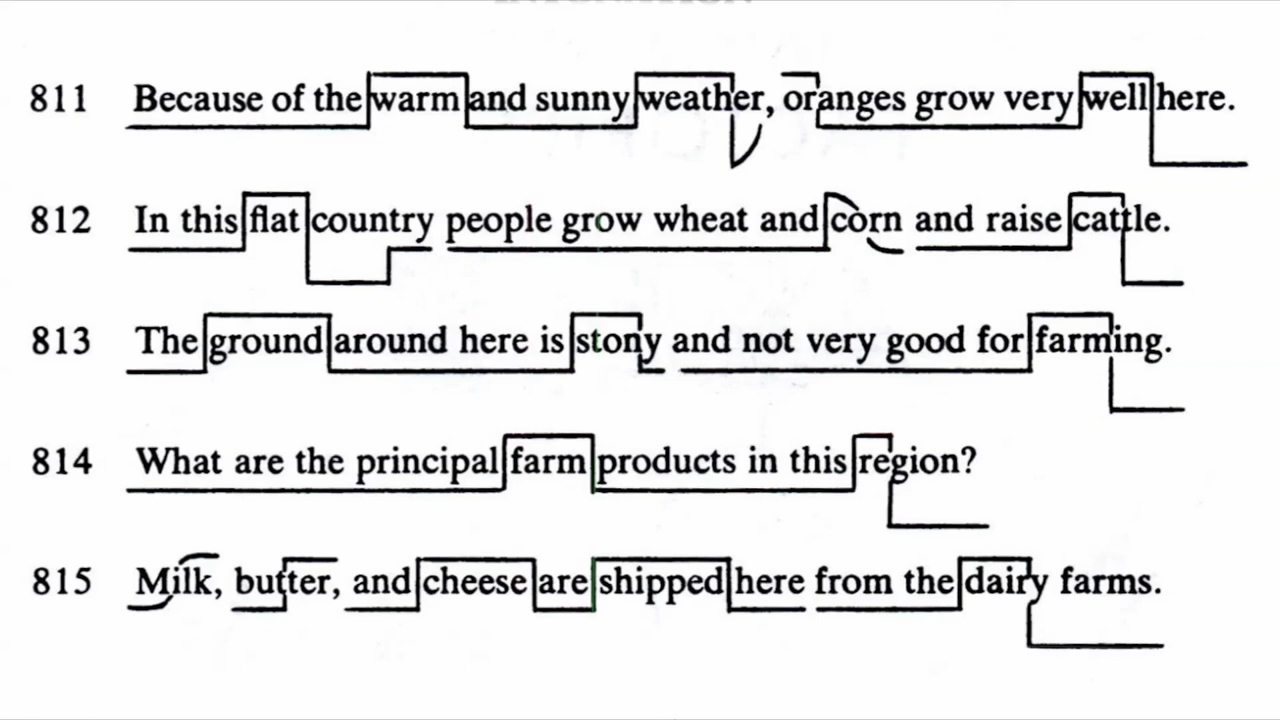 811 Because of the warm and sunny weather, oranges grow very well here.
812 In this flat country people grow wheat and corn and raise cattle.
813 The ground around here is stony and not very good for farming.
814 What are the principal farm products in this region?
815 Milk, butter, and cheese are shipped here from the dairy farms.